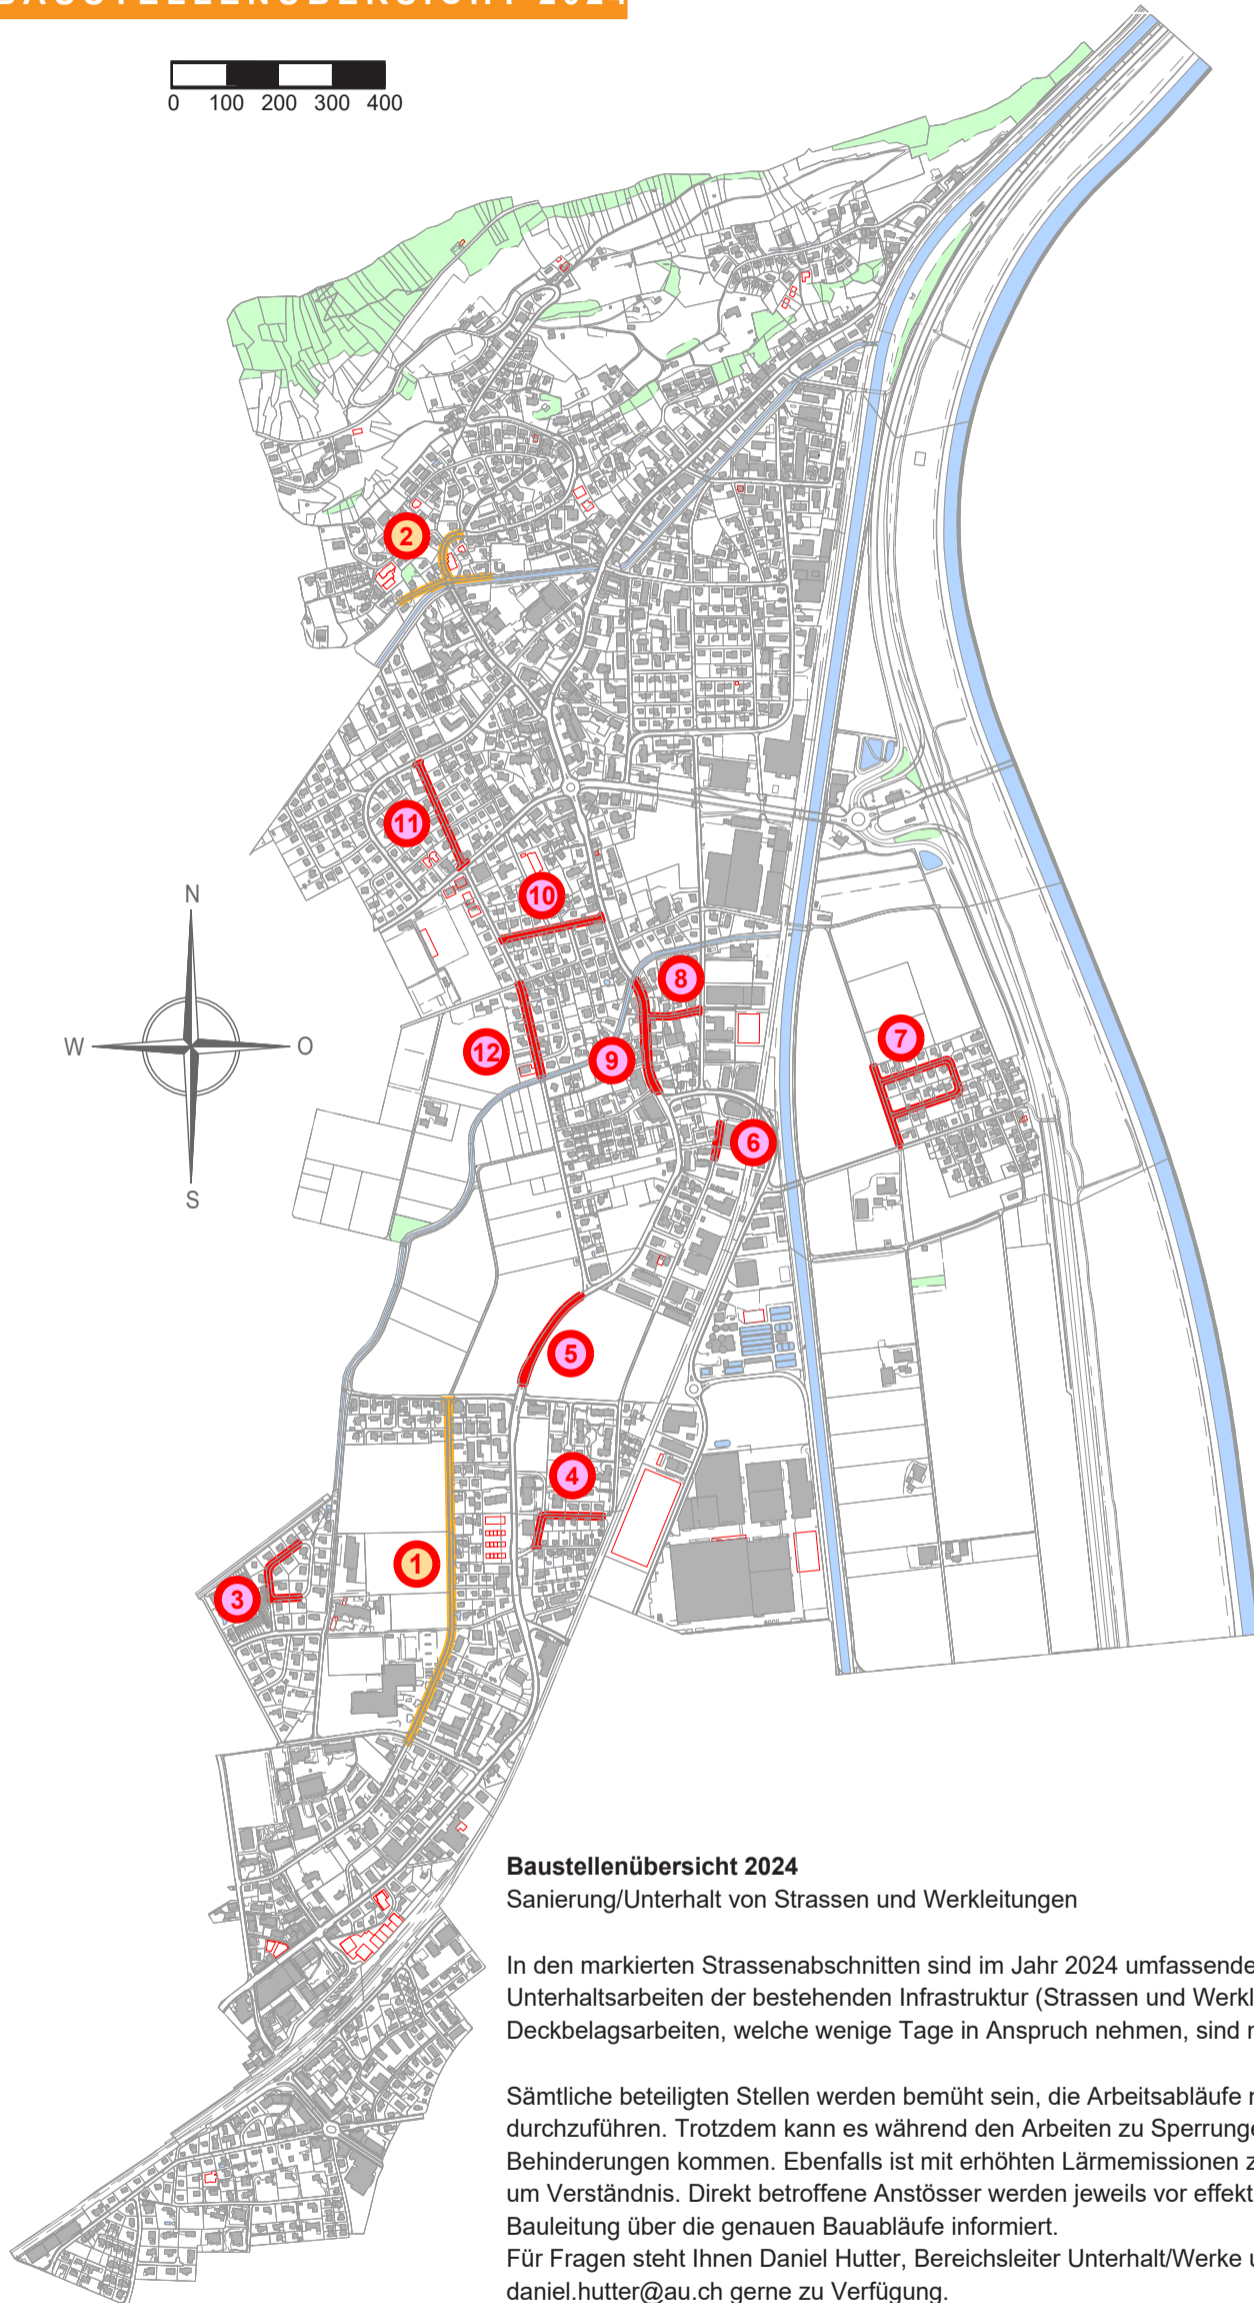 BAUSTELLENÜBERSICHT 2024
0 100 200 300 400
2
11
10
N
W
O
S
8
7
12
9
6
5
4
1
3
Baustellenübersicht 2024
Sanierung/Unterhalt von Strassen und Werkleitungen
In den markierten Strassenabschnitten sind im Jahr 2024 umfassende
Unterhaltsarbeiten der bestehenden Infrastruktur (Strassen und
Deckbelagsarbeiten, welche wenige Tage in Anspruch nehmen, sind
Sämtliche beteiligten Stellen werden bemüht sein, die Arbeitsabläufe
durchzuführen. Trotzdem kann es während den Arbeiten zu
Behinderungen kommen. Ebenfalls ist mit erhöhten Lärmemissionen
um Verständnis. Direkt betroffene Anstösser werden jeweils vor
Bauleitung über die genauen Bauabläufe informiert.
Für Fragen steht Ihnen Daniel Hutter, Bereichsleiter Unterhalt/Werke
daniel.hutter@au.ch gerne zu Verfügung.